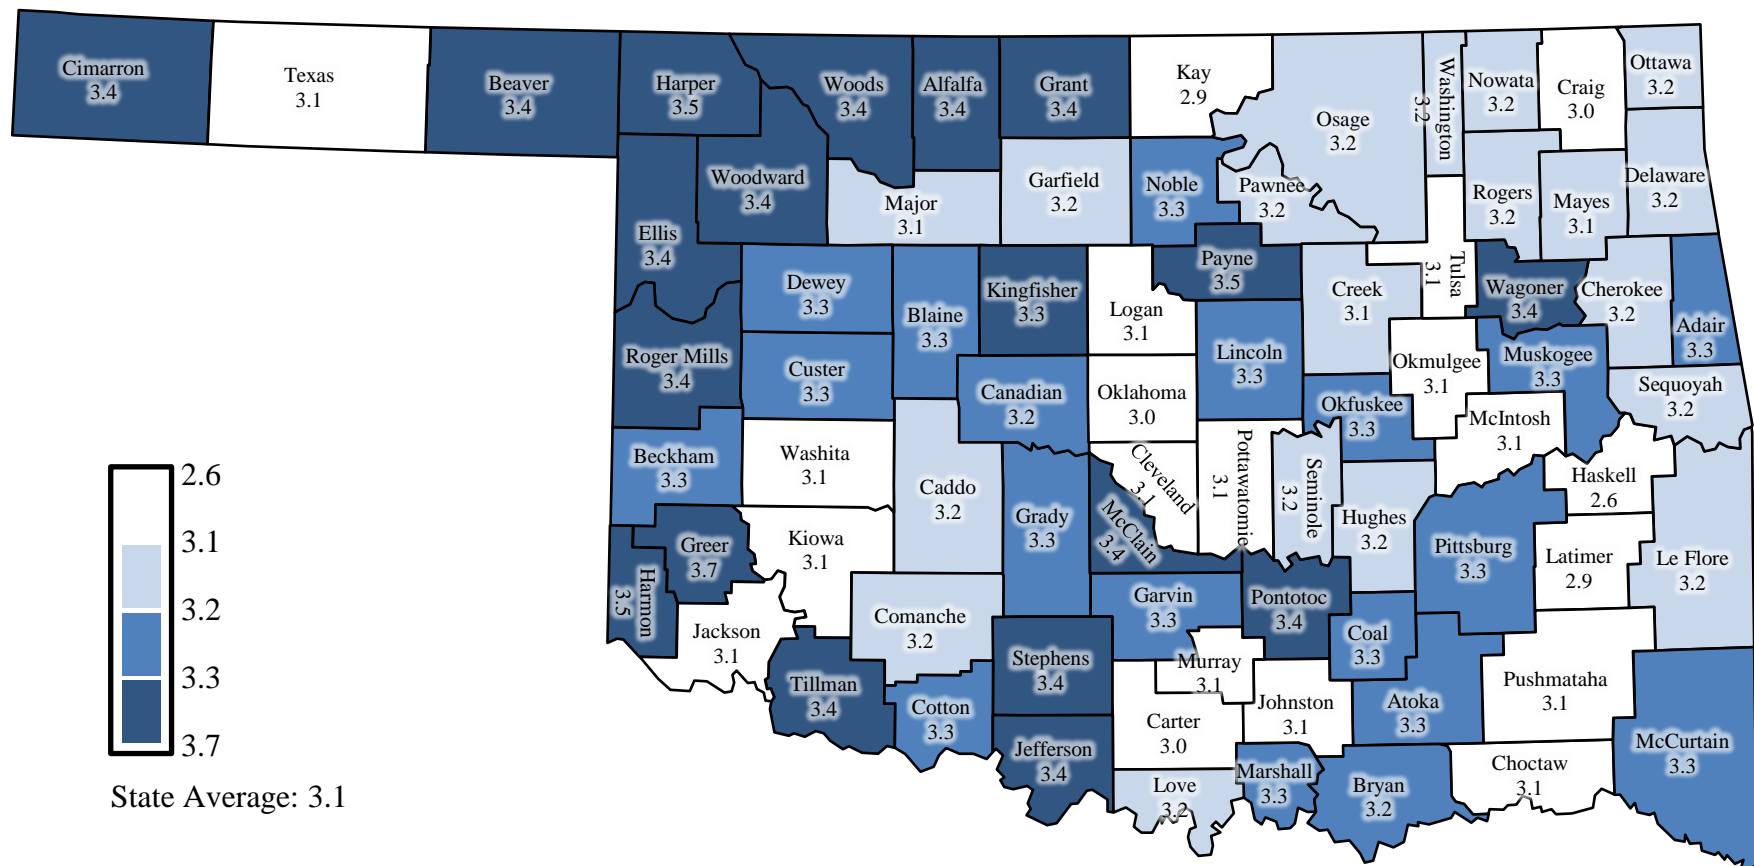 Cimarron
3.4
Texas
3.1
Beaver
3.4
Harper
3.5
Woods
3.4
Alfalfa
3.4
Grant
3.4
Kay
2.9
Osage
3.2
Washington
3.2
Nowata
3.2
Craig
3.0
Ottawa
3.2
Woodward
3.4
Major
3.1
Garfield
3.2
Noble
3.3
Pawnee
3.2
Rogers
3.2
Mayes
3.1
Delaware
3.2
Ellis
3.4
Dewey
3.3
Blaine
3.3
Kingfisher
3.3
Logan
3.1
Payne
3.5
Creek
3.1
Tulsa
3.1
Wagoner
3.4
Cherokee
3.2
Adair
3.3
Roger Mills
3.4
Custer
3.3
Canadian
3.2
Oklahoma
3.0
Lincoln
3.3
Okfuskee
3.3
Okmulgee
3.1
Muskogee
3.3
McIntosh
3.1
Sequoyah
3.2
Beckham
3.3
Washita
3.1
Caddo
3.2
Grady
3.3
Cleveland
3.1
McClain
3.4
Pottawatomie
3.1
Seminole
3.2
Hughes
3.2
Pittsburg
3.3
Haskell
2.6
Latimer
2.9
Le Flore
3.2
Greer
3.7
Harmon
3.5
Kiowa
3.1
Jackson
3.1
Comanche
3.2
Tillman
3.4
Cotton
3.3
Stephens
3.4
Jefferson
3.4
Garvin
3.3
Murray
3.1
Pontotoc
3.4
Coal
3.3
Carter
3.0
Johnston
3.1
Atoka
3.3
Pushmataha
3.1
Love
3.2
Marshall
3.3
Bryan
3.2
Choctaw
3.1
McCurtain
3.3
2.6
3.1
3.2
3.3
3.7
State Average: 3.1